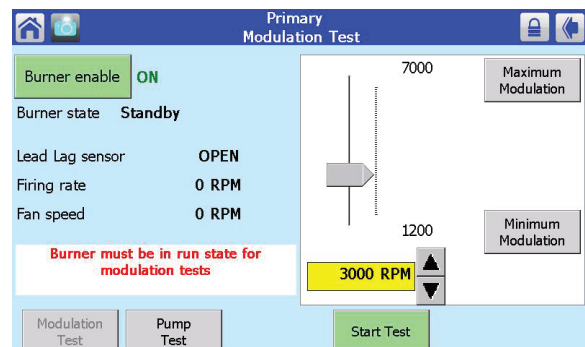 Primary
Modulation Test
Burner enable ON
Burner state Standby
Lead Lag sensor OPEN
Firing rate 0 RPM
Fan speed 0 RPM
Burner must be in run state for
modulation tests
7000
1200
3000 RPM
Maximum
Modulation
Minimum
Modulation
Modulation
Test
Pump
Test
Start Test